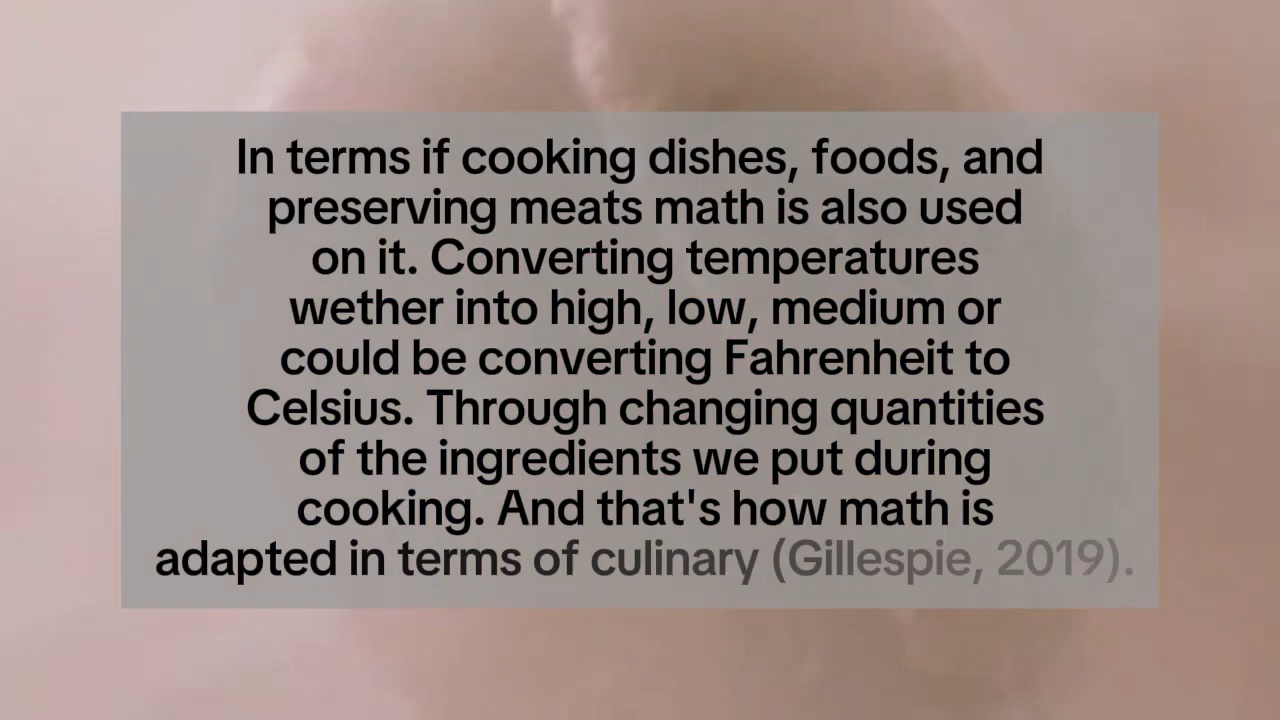 In terms if cooking dishes, foods, and
preserving meats math is also used
on it. Converting temperatures
wether into high, low, medium or
could be converting Fahrenheit to
Celsius. Through changing quantities
of the ingredients we put during
cooking. And that's how math is
adapted in terms of culinary (Gillespie, 2019).